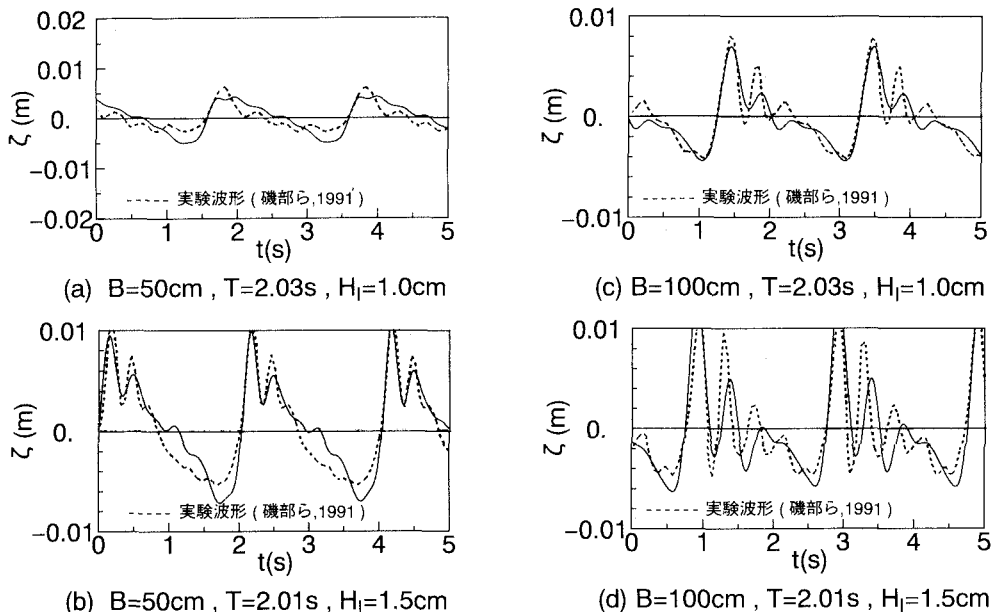 0.02
0.01
0.
−0.01
−0.02
ζ (m)
実験波形 ( 磯部ら,1991 )
0 1 2 3 4 5
t(s)
(a) B=50cm , T=2.03s , H_I=1.0cm
0.01
0.
−0.01
ζ (m)
実験波形 ( 磯部ら,1991 )
0 1 2 3 4 5
t(s)
(c) B=100cm , T=2.03s , H_I=1.0cm
0.01
0.
−0.01
ζ (m)
実験波形 ( 磯部ら,1991 )
0 1 2 3 4 5
t(s)
(b) B=50cm , T=2.01s , H_I=1.5cm
0.01
0.
−0.01
ζ (m)
実験波形 ( 磯部ら,1991 )
0 1 2 3 4 5
t(s)
(d) B=100cm , T=2.01s , H_I=1.5cm